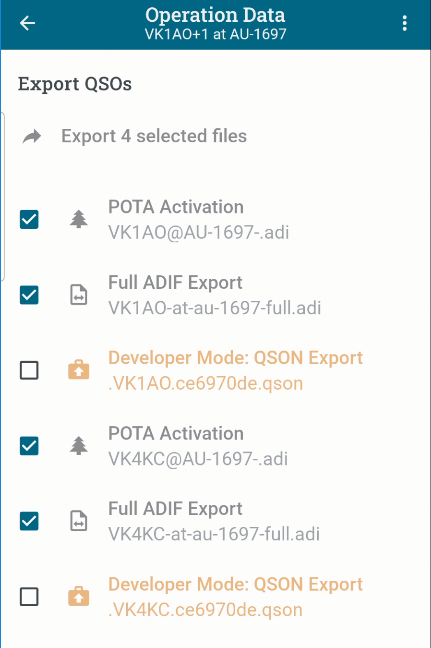 Operation Data
VK1AO+1 at AU-1697
Export QSOs
Export 4 selected files
POTA Activation
VK1AO@AU-1697-.adi
Full ADIF Export
VK1AO-at-au-1697-full.adi
Developer Mode: QSON Export
.VK1AO.ce6970de.qson
POTA Activation
VK4KC@AU-1697-.adi
Full ADIF Export
VK4KC-at-au-1697-full.adi
Developer Mode: QSON Export
.VK4KC.ce6970de.qson